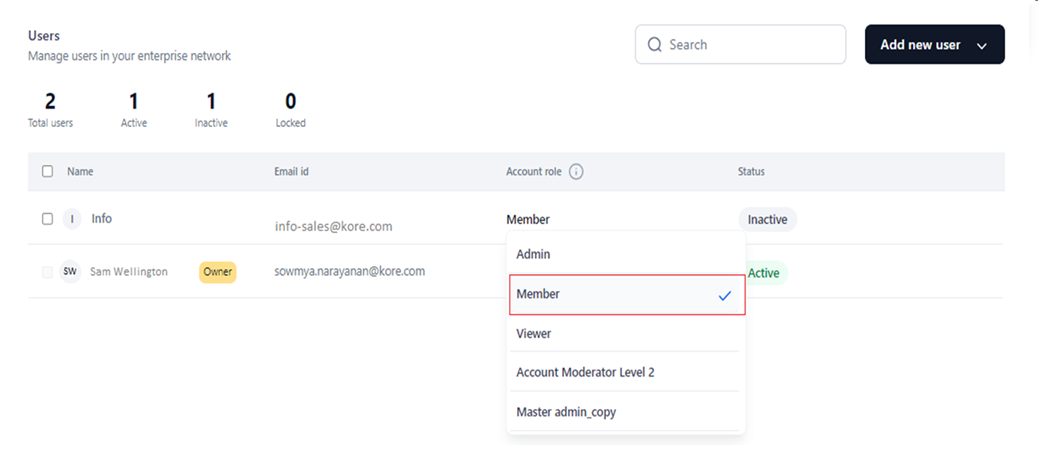 Users
Manage users in your enterprise network
Search
Add new user
2 1 1 0
Total users Active Inactive Locked
Name Email id Account role i Status
I Info info-sales@kore.com Member Inactive
Admin
SW Sam Wellington Owner sowmya.narayanan@kore.com Active
Member
Viewer
Account Moderator Level 2
Master admin_copy